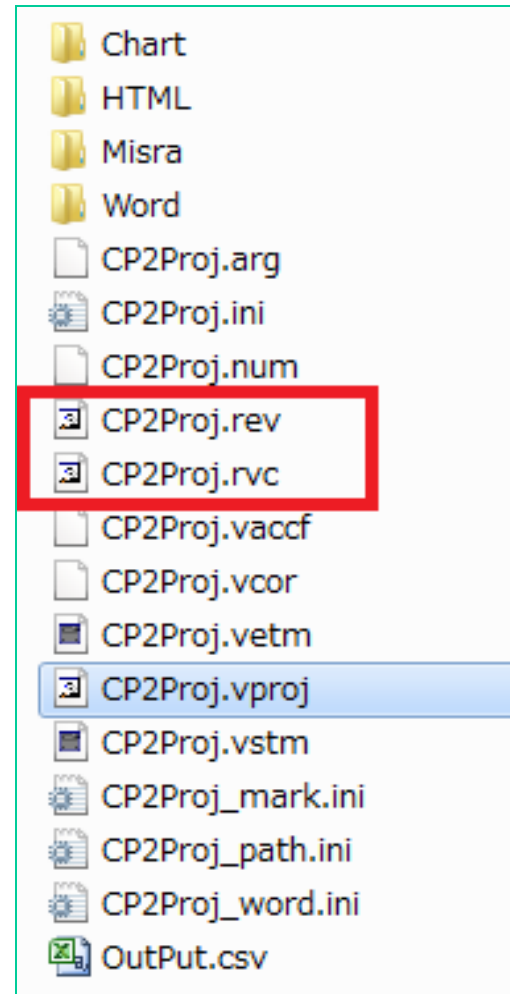 Chart
HTML
Misra
Word
CP2Proj.arg
CP2Proj.ini
CP2Proj.num
CP2Proj.rev
CP2Proj.rvc
CP2Proj.vaccf
CP2Proj.vcor
CP2Proj.vetm
CP2Proj.vproj
CP2Proj.vstm
CP2Proj_mark.ini
CP2Proj_path.ini
CP2Proj_word.ini
OutPut.csv